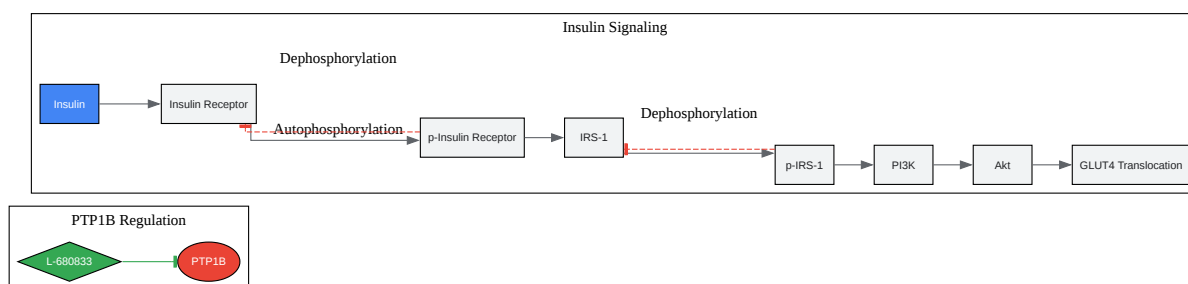 Insulin Signaling
Dephosphorylation
Insulin
Insulin Receptor
Autophosphorylation
p-Insulin Receptor
IRS-1
Dephosphorylation
p-IRS-1
PI3K
Akt
GLUT4 Translocation
PTP1B Regulation
L-680833
PTP1B